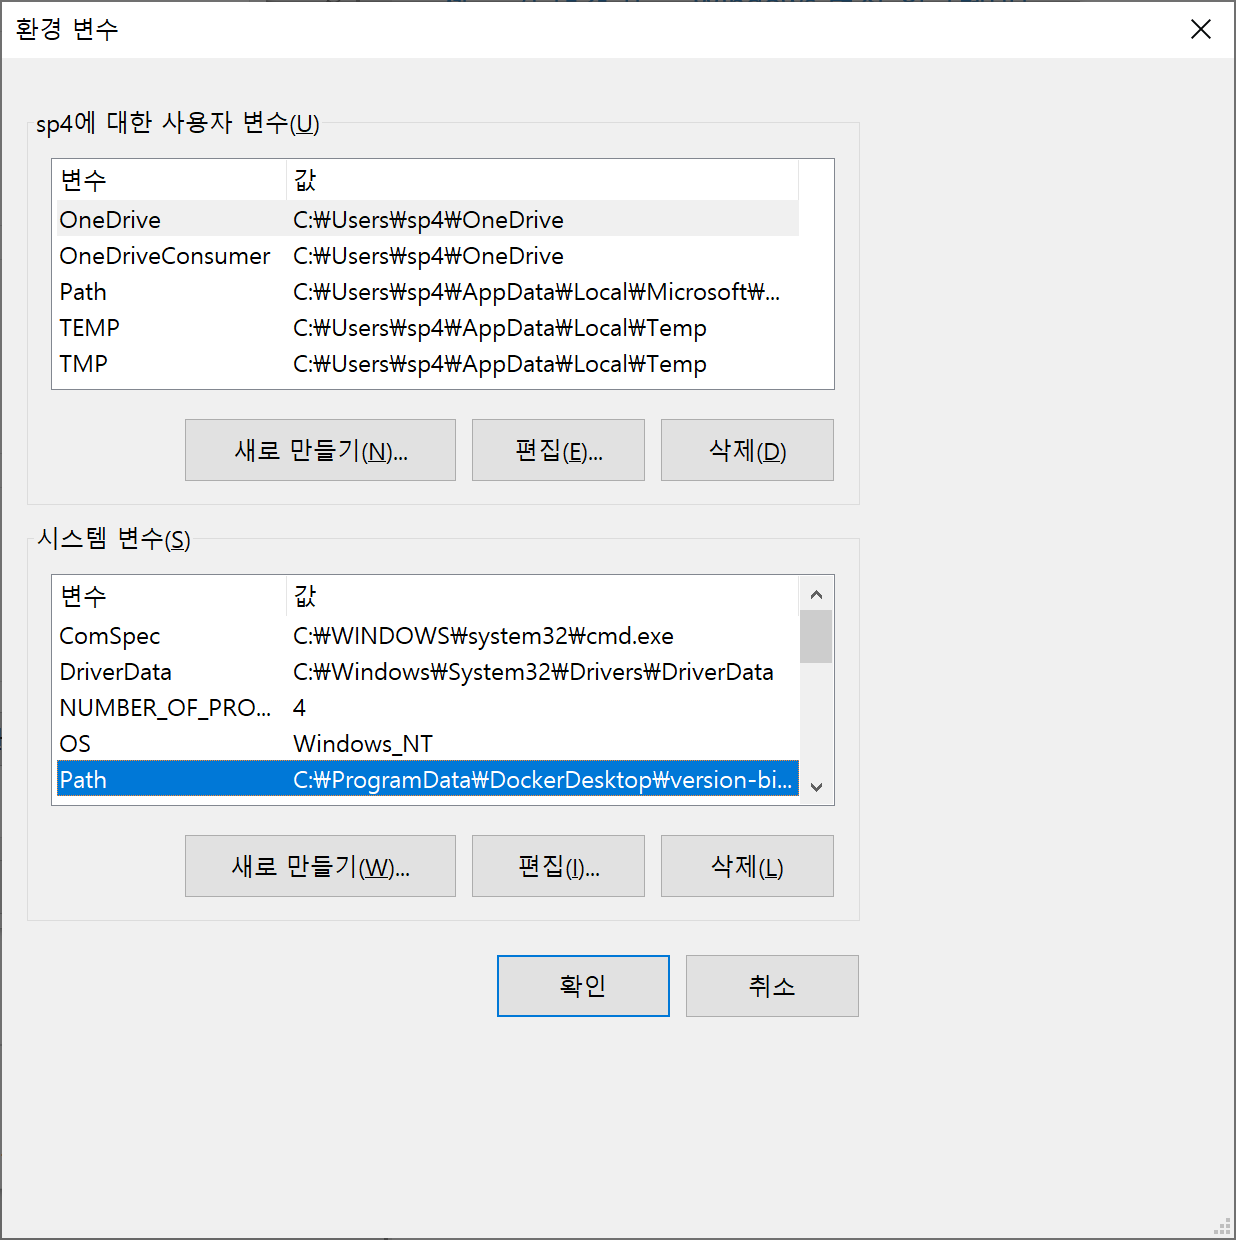 환경 변수
sp4에 대한 사용자 변수(U)
변수 값
OneDrive C:₩Users₩sp4₩OneDrive
OneDriveConsumer C:₩Users₩sp4₩OneDrive
Path C:₩Users₩sp4₩AppData₩Local₩Microsoft₩...
TEMP C:₩Users₩sp4₩AppData₩Local₩Temp
TMP C:₩Users₩sp4₩AppData₩Local₩Temp
새로 만들기(N)... 편집(E)... 삭제(D)
시스템 변수(S)
변수 값
ComSpec C:₩WINDOWS₩system32₩cmd.exe
DriverData C:₩Windows₩System32₩Drivers₩DriverData
NUMBER_OF_PRO... 4
OS Windows_NT
Path C:₩ProgramData₩DockerDesktop₩version-bi...
새로 만들기(W)... 편집(I)... 삭제(L)
확인 취소